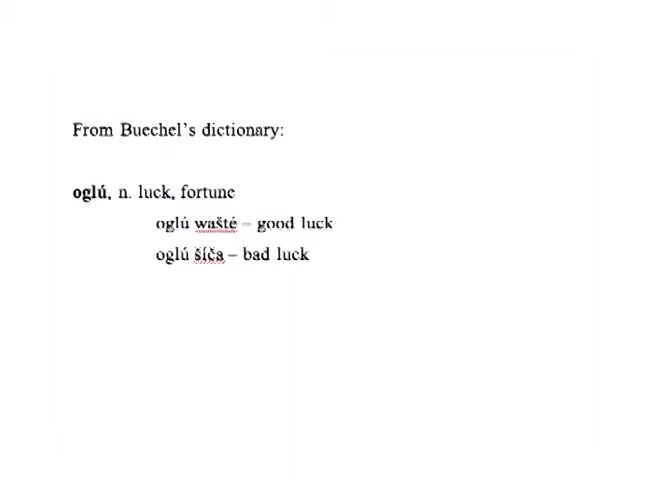 From Buechel's dictionary:
oglú, n. luck, fortune
oglú wašté – good luck
oglú šíča – bad luck